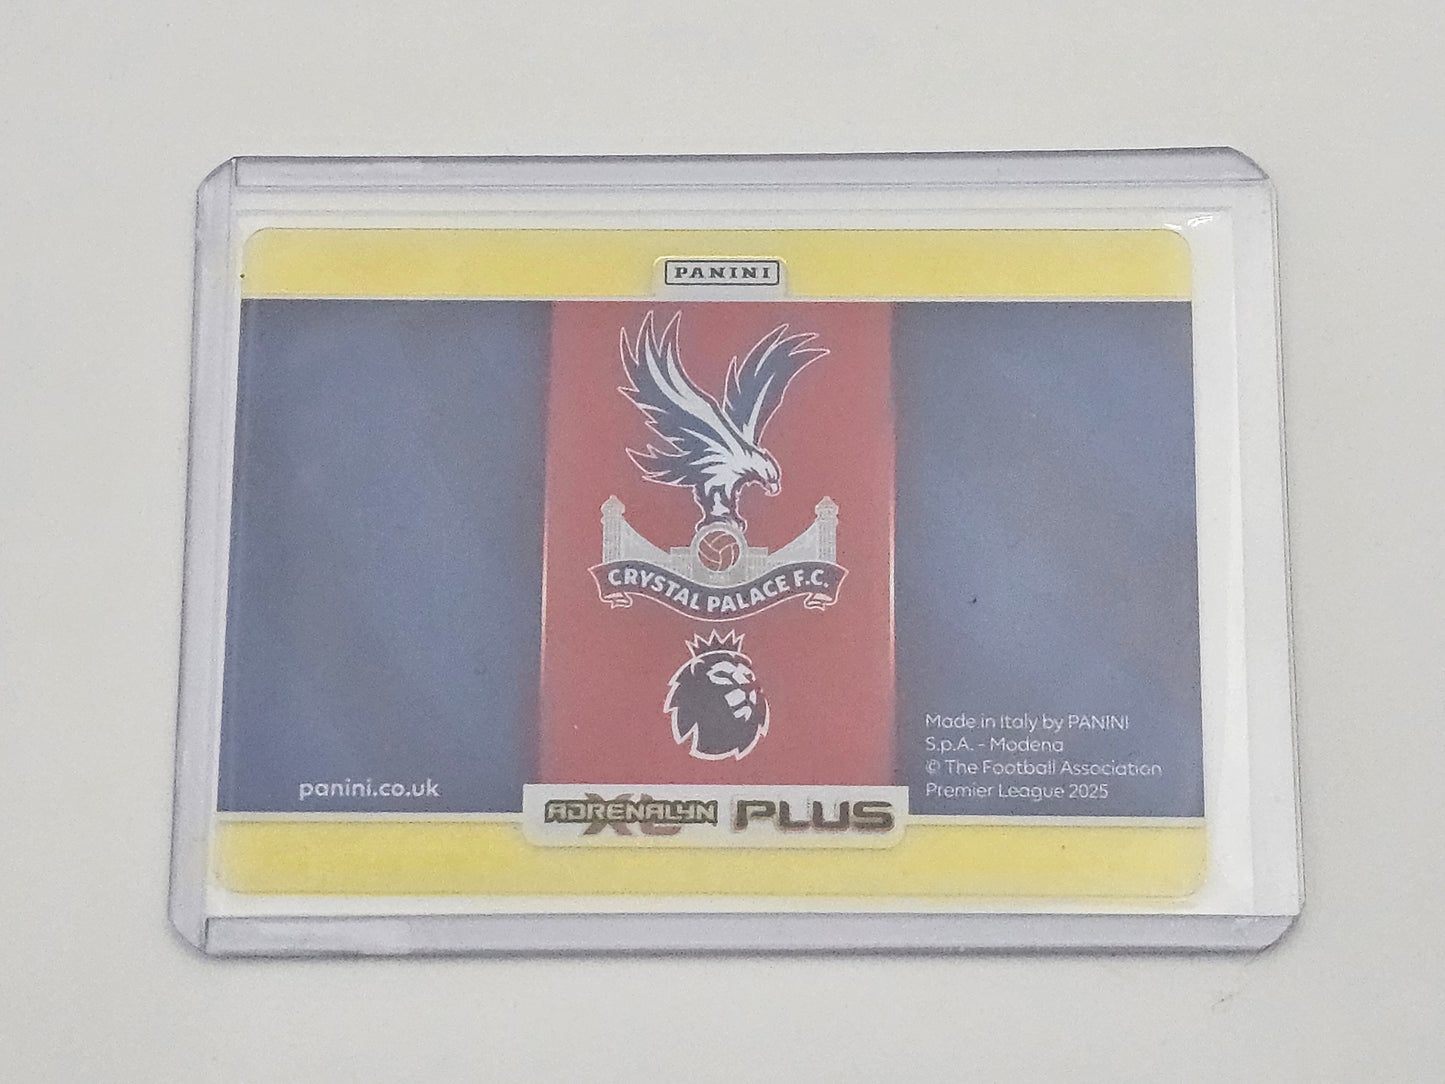 PANINI
CRYSTAL PALACE F.C.
Made in Italy by PANINI
S.p.A. - Modena
© The Football Association
Premier League 2025
panini.co.uk
ADRENALYN XL PLUS